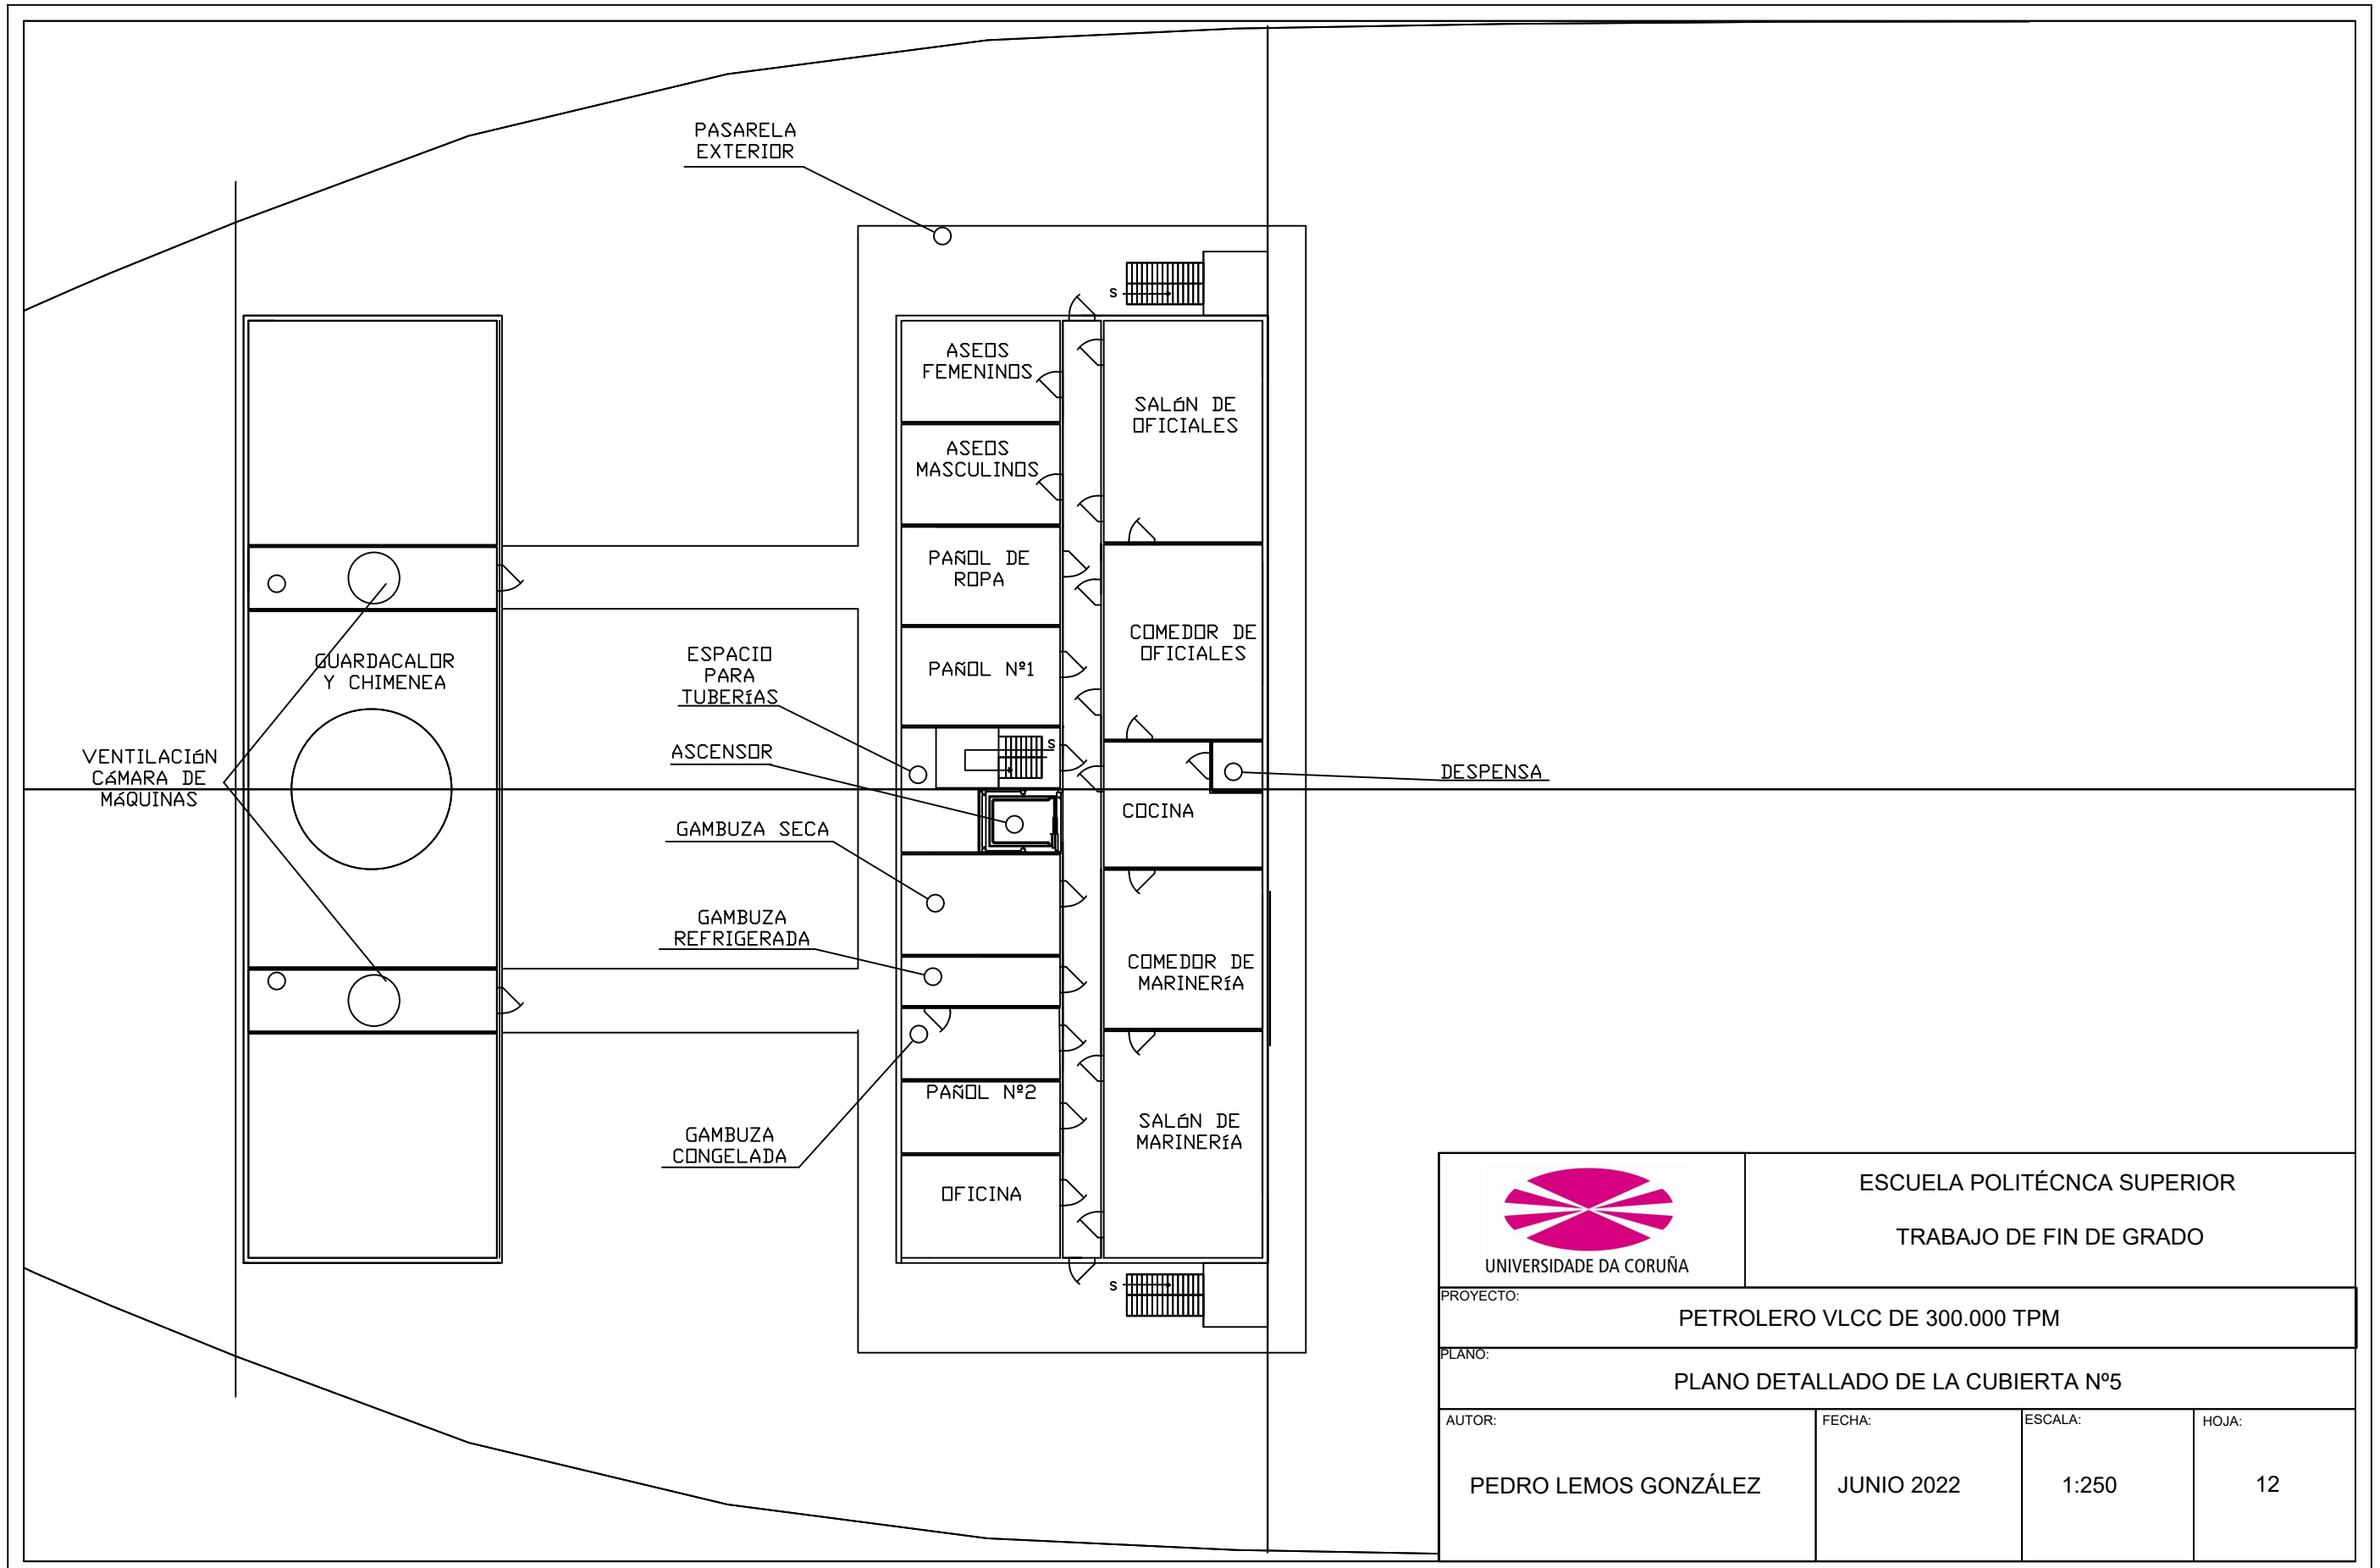 PASARELA
EXTERIOR
S
ASEOS
FEMENINOS
SALóN DE
OFICIALES
ASEOS
MASCULINOS
PAñOL DE
ROPA
COMEDOR DE
OFICIALES
GUARDACALOR
Y CHIMENEA
ESPACIO
PARA
TUBERíAS
PAñOL Nº1
S
VENTILACIóN
CáMARA DE
MáQUINAS
ASCENSOR
DESPENSA
COCINA
GAMBUZA SECA
GAMBUZA
REFRIGERADA
COMEDOR DE
MARINERíA
PAñOL Nº2
GAMBUZA
CONGELADA
SALóN DE
MARINERíA
OFICINA
S
UNIVERSIDADE DA CORUÑA
ESCUELA POLITÉCNCA SUPERIOR
TRABAJO DE FIN DE GRADO
PROYECTO:
PETROLERO VLCC DE 300.000 TPM
PLANO:
PLANO DETALLADO DE LA CUBIERTA Nº5
AUTOR:
PEDRO LEMOS GONZÁLEZ
FECHA:
JUNIO 2022
ESCALA:
1:250
HOJA:
12